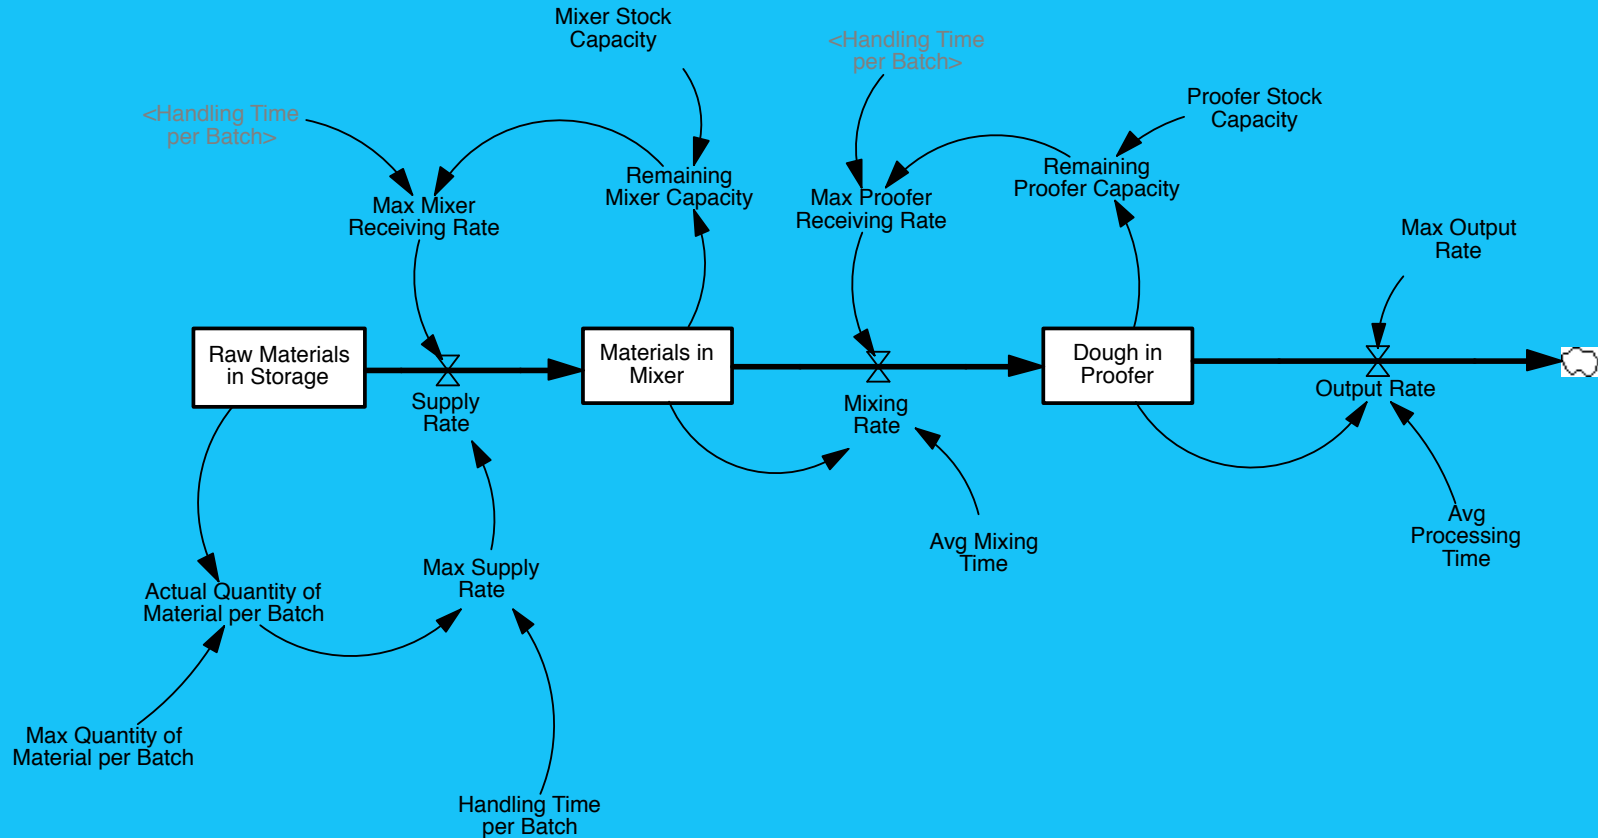 Mixer Stock
Capacity
<Handling Time
per Batch>
Proofer Stock
Capacity
<Handling Time
per Batch>
Remaining
Mixer Capacity
Remaining
Proofer Capacity
Max Mixer
Receiving Rate
Max Proofer
Receiving Rate
Max Output
Rate
Raw Materials
in Storage
Materials in
Mixer
Dough in
Proofer
Supply
Rate
Mixing
Rate
Output Rate
Avg Mixing
Time
Avg
Processing
Time
Max Supply
Rate
Actual Quantity of
Material per Batch
Max Quantity of
Material per Batch
Handling Time
per Batch